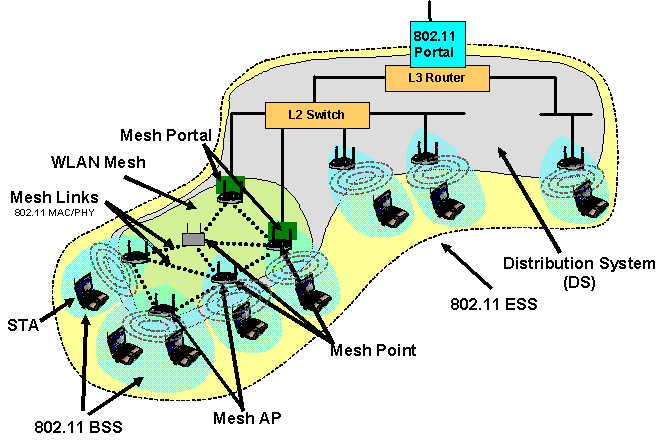 802.11
Portal
L3 Router
L2 Switch
Mesh Portal
WLAN Mesh
Mesh Links
802.11 MAC/PHY
Distribution System
(DS)
802.11 ESS
STA
Mesh Point
Mesh AP
802.11 BSS